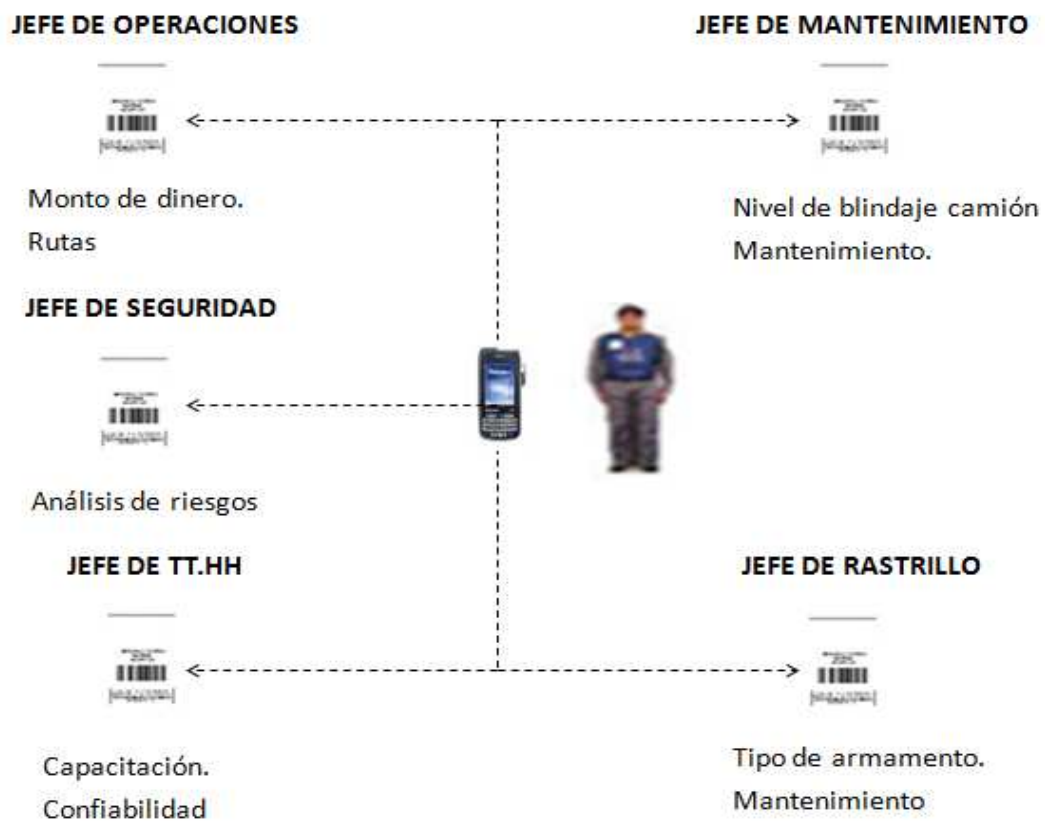 JEFE DE OPERACIONES
JEFE DE MANTENIMIENTO
Monto de dinero.
Rutas
Nivel de blindaje camión
Mantenimiento.
JEFE DE SEGURIDAD
Análisis de riesgos
JEFE DE TT.HH
JEFE DE RASTRILLO
Capacitación.
Confiabilidad
Tipo de armamento.
Mantenimiento